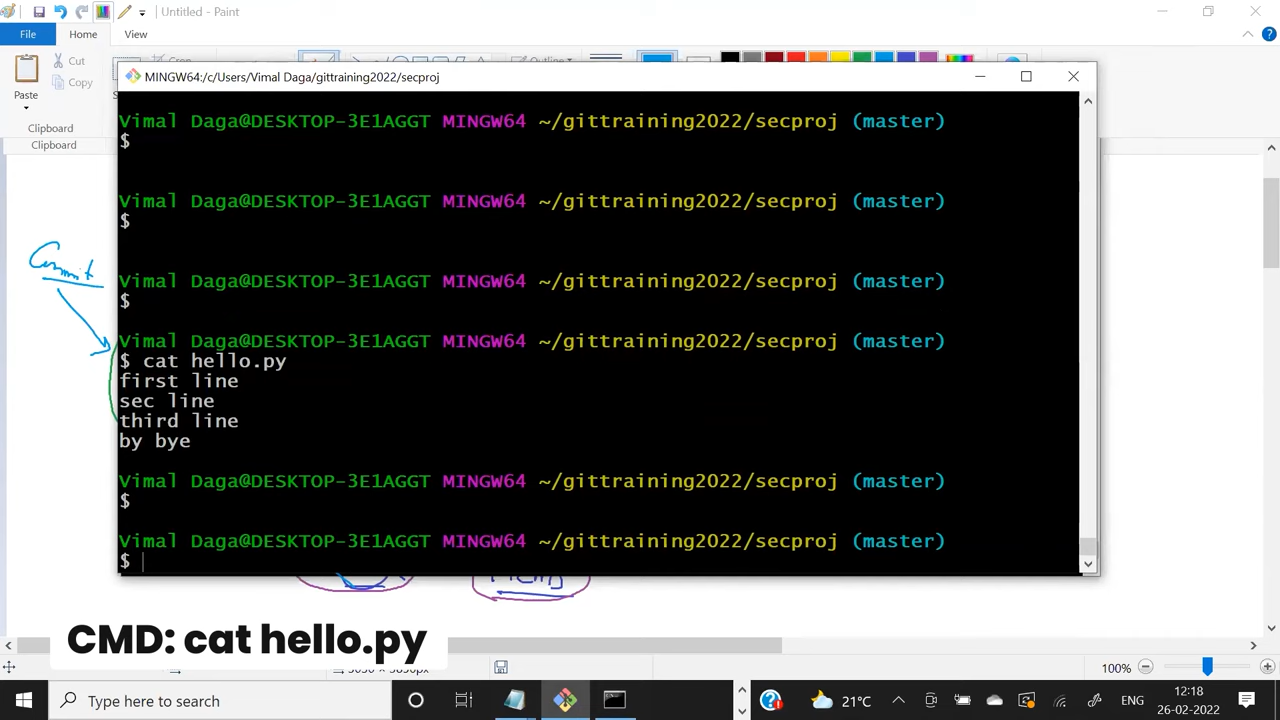 Untitled - Paint
File
Home
View
Paste
Cut
Copy
Crop
Outline
Clipboard
Clipboard
MINGW64:/c/Users/Vimal Daga/gittraining2022/secproj
Vimal Daga@DESKTOP-3E1AGGT MINGW64 ~/gittraining2022/secproj (master)
$
Vimal Daga@DESKTOP-3E1AGGT MINGW64 ~/gittraining2022/secproj (master)
$
Vimal Daga@DESKTOP-3E1AGGT MINGW64 ~/gittraining2022/secproj (master)
$
Vimal Daga@DESKTOP-3E1AGGT MINGW64 ~/gittraining2022/secproj (master)
$ cat hello.py
first line
sec line
third line
by bye
Vimal Daga@DESKTOP-3E1AGGT MINGW64 ~/gittraining2022/secproj (master)
$
Vimal Daga@DESKTOP-3E1AGGT MINGW64 ~/gittraining2022/secproj (master)
$
Commit
CMD: cat hello.py
100%
Type here to search
21°C
ENG
12:18
26-02-2022